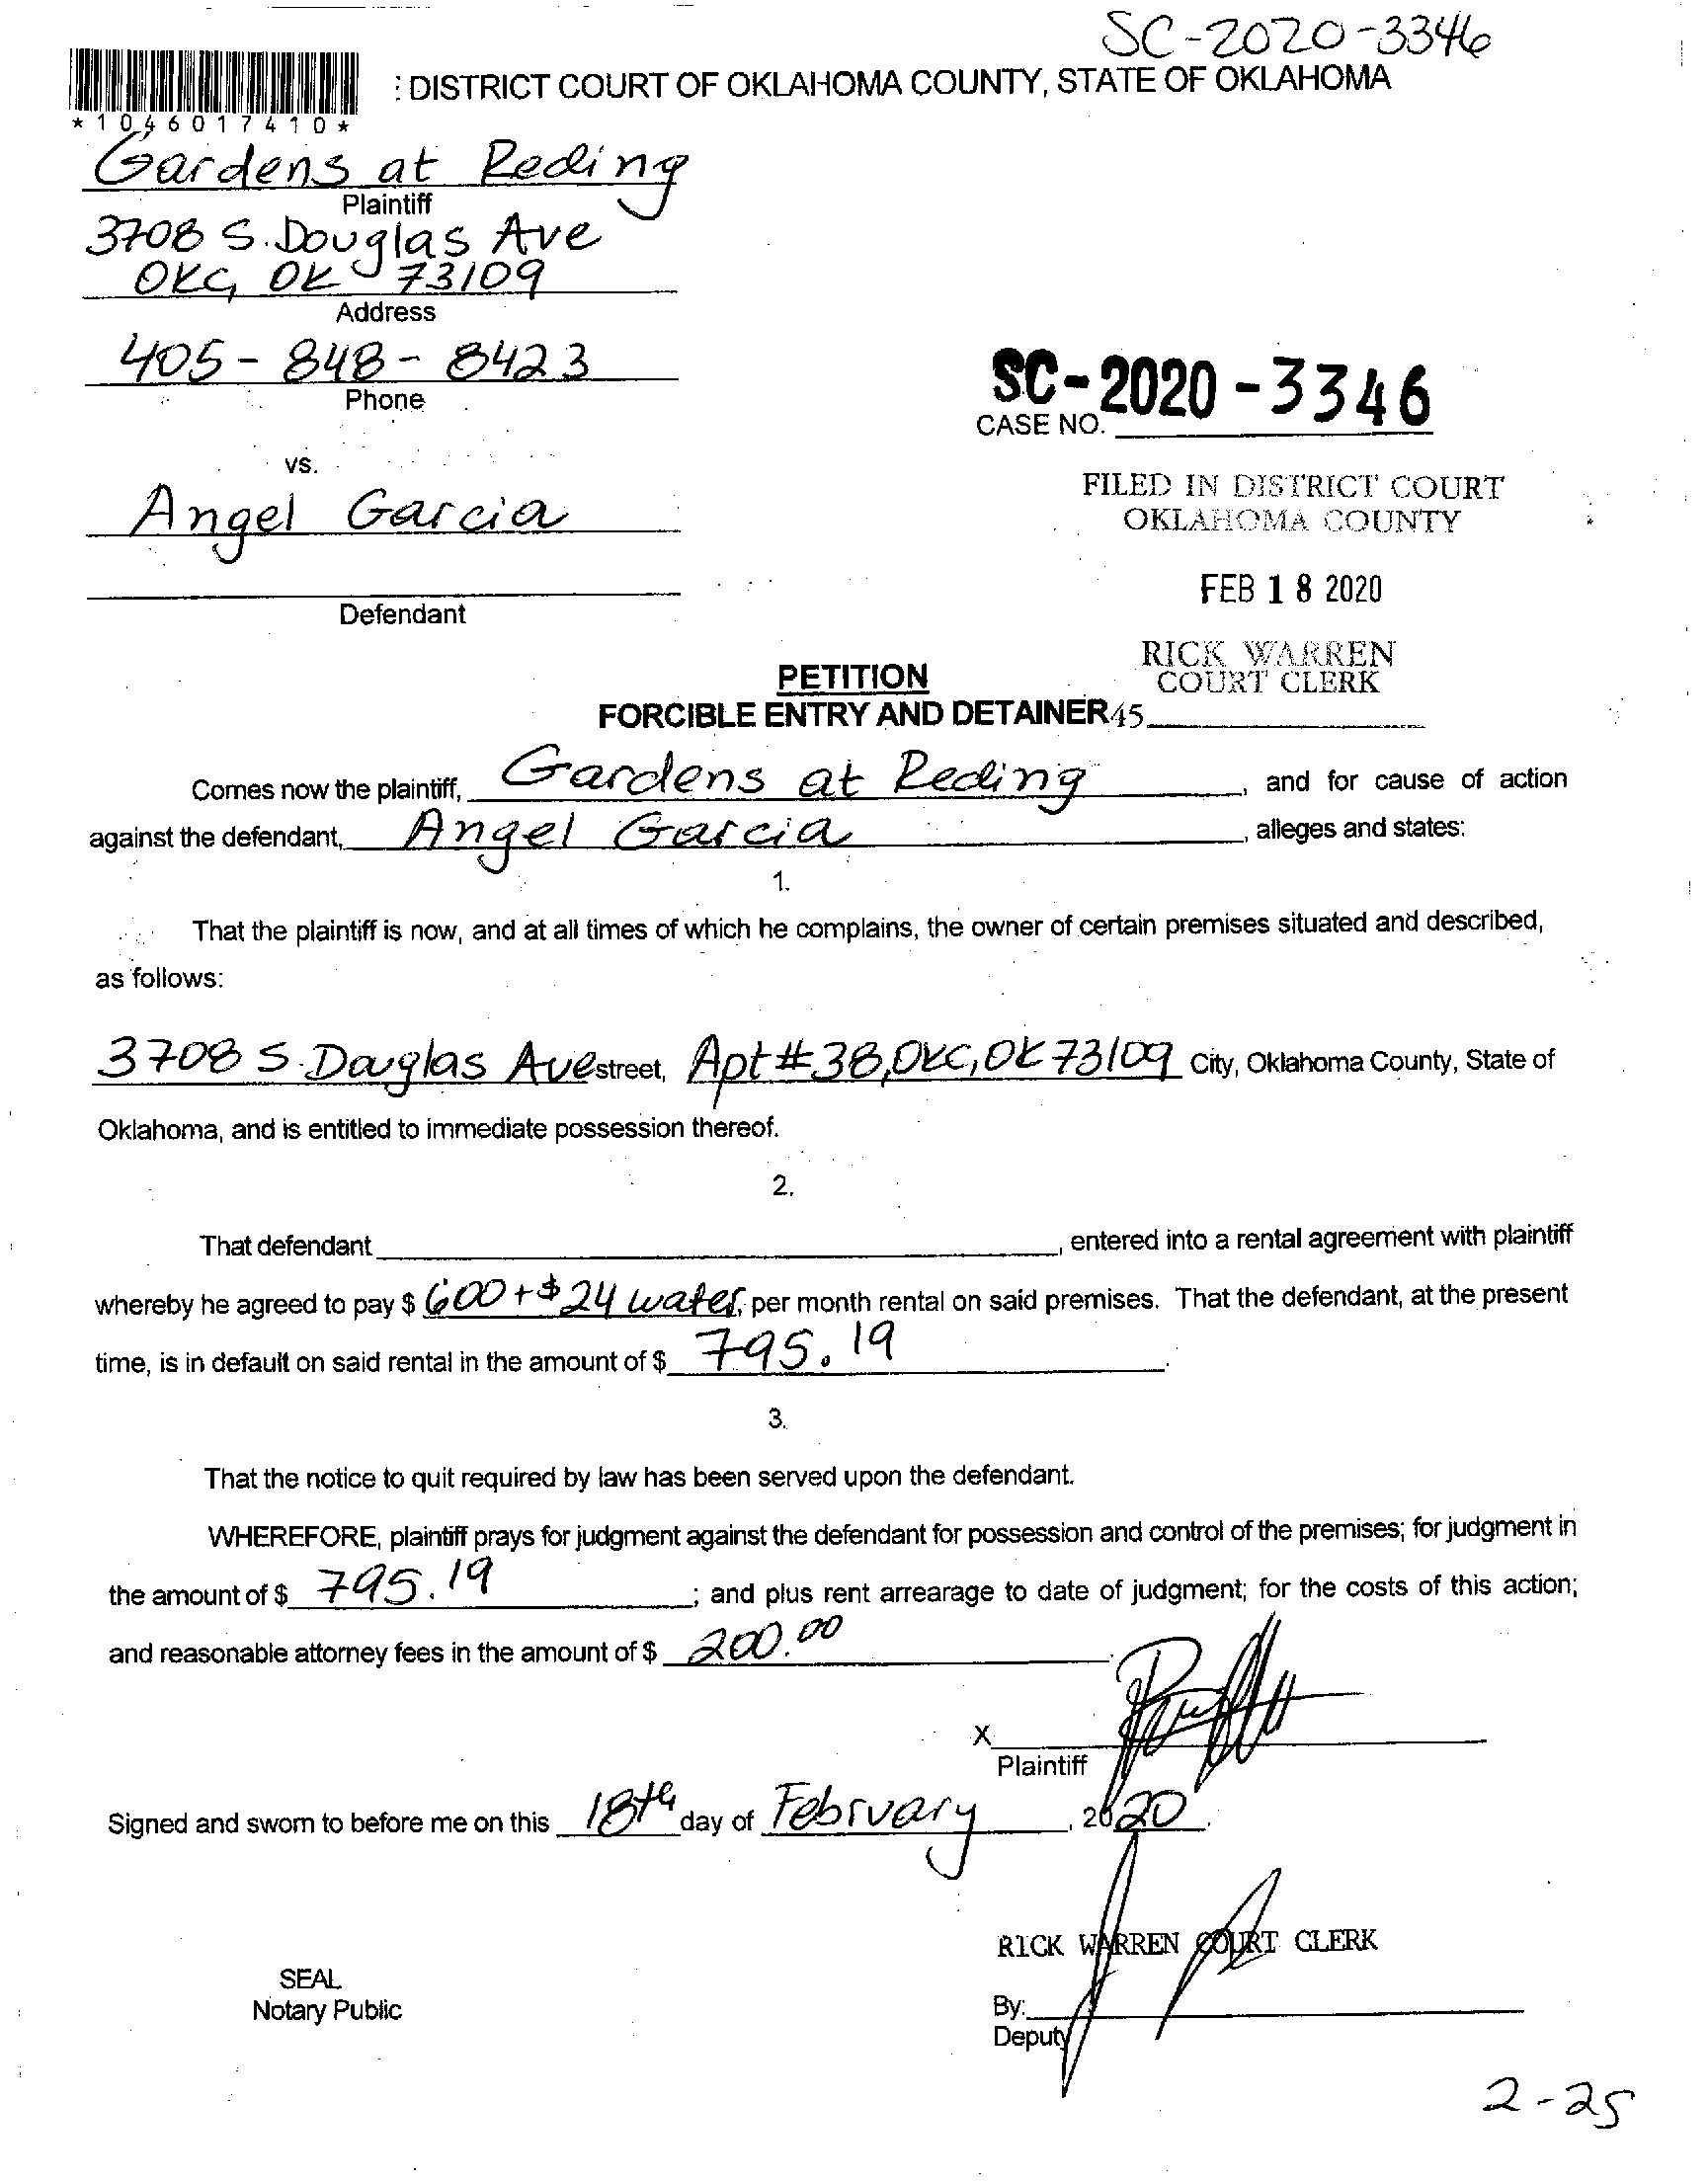 SC-2020-3346
: DISTRICT COURT OF OKLAHOMA COUNTY, STATE OF OKLAHOMA
*1046017410*
Gardens at Reding
Plaintiff
3708 S. Douglas Ave
OKC, OK 73109
Address
405-848-8423
Phone
SC-2020-3346
CASE NO.
vs.
Angel Garcia
Defendant
FILED IN DISTRICT COURT
OKLAHOMA COUNTY
FEB 18 2020
RICK WARREN
COURT CLERK
45
PETITION
FORCIBLE ENTRY AND DETAINER
Comes now the plaintiff, Gardens at Reding, and for cause of action
against the defendant, Angel Garcia, alleges and states:
1.
That the plaintiff is now, and at all times of which he complains, the owner of certain premises situated and described,
as follows:
3708 S. Douglas Ave street, Apt #38, OKC, OK 73109 City, Oklahoma County, State of
Oklahoma, and is entitled to immediate possession thereof.
2.
That defendant, entered into a rental agreement with plaintiff
whereby he agreed to pay $ 600 + $24 water, per month rental on said premises. That the defendant, at the present
time, is in default on said rental in the amount of $ 795.19.
3.
That the notice to quit required by law has been served upon the defendant.
WHEREFORE, plaintiff prays for judgment against the defendant for possession and control of the premises; for judgment in
the amount of $ 795.19; and plus rent arrearage to date of judgment; for the costs of this action;
and reasonable attorney fees in the amount of $ 200.00.
X
Plaintiff
Signed and sworn to before me on this 18th day of February, 2020.
RICK WARREN COURT CLERK
SEAL
Notary Public
By:
Deputy
2-25